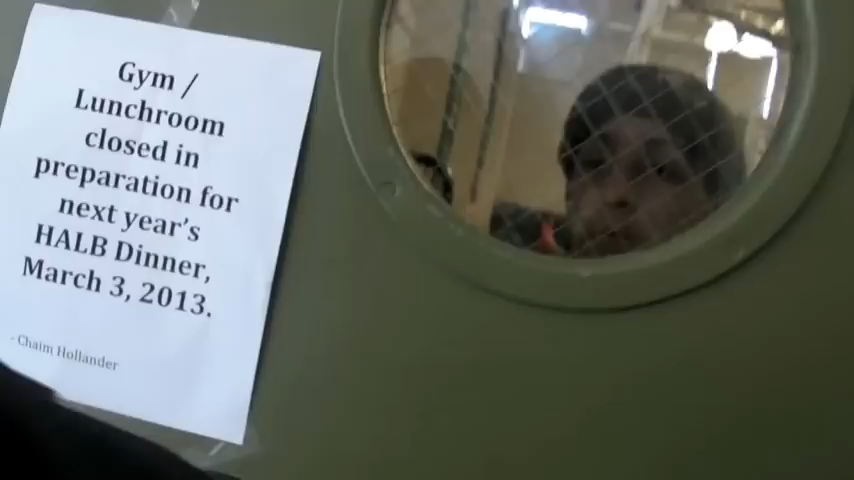 Gym /
Lunchroom
closed in
preparation for
next year's
HALB Dinner,
March 3, 2013.
- Chaim Hollander